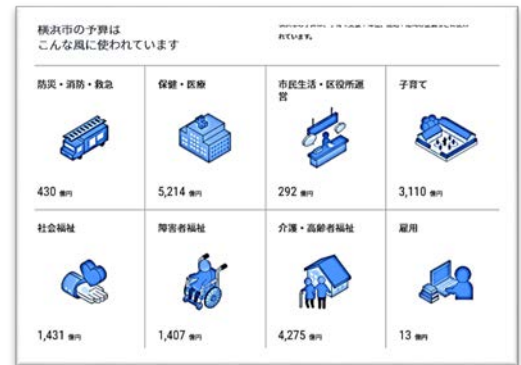 横浜市の予算は
こんな風に使われています
れています。
防災・消防・救急
保健・医療
市民生活・区役所運
営
子育て
430 億円
5,214 億円
292 億円
3,110 億円
社会福祉
障害者福祉
介護・高齢者福祉
雇用
1,431 億円
1,407 億円
4,275 億円
13 億円